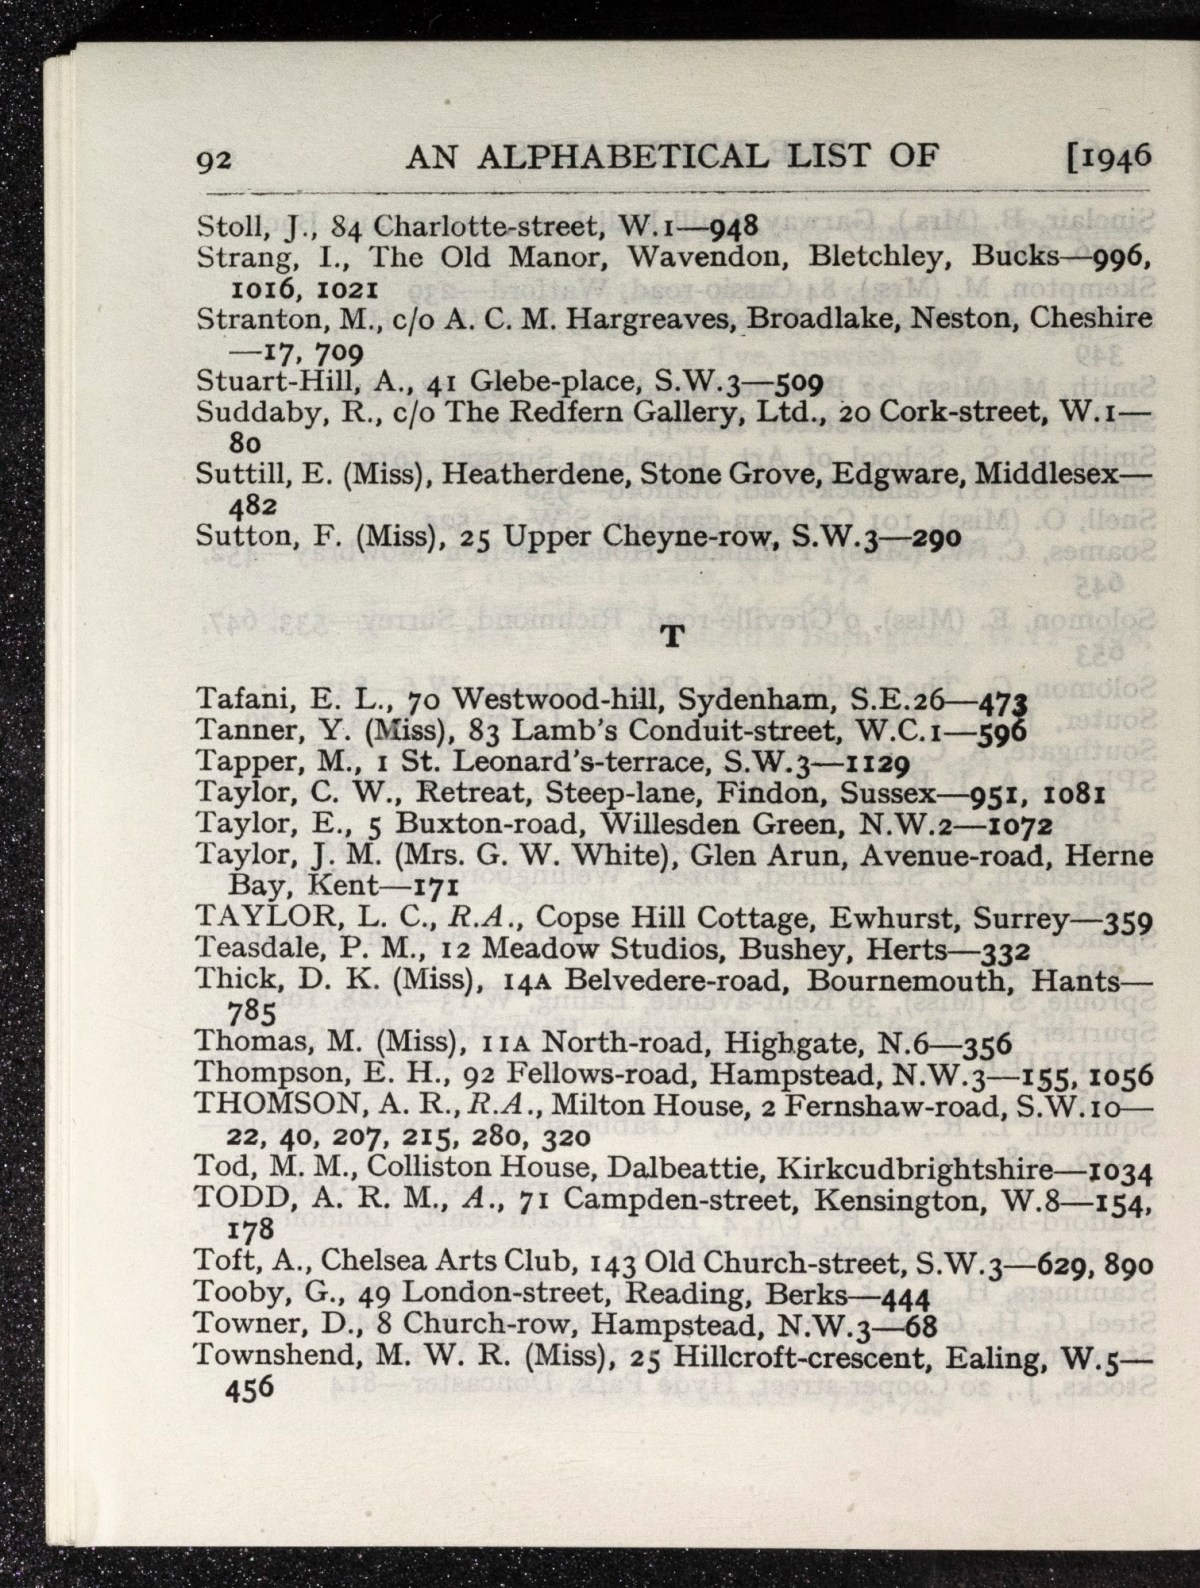 92 AN ALPHABETICAL LIST OF [1946
Stoll, J., 84 Charlotte-street, W.1—948
Strang, I., The Old Manor, Wavendon, Bletchley, Bucks—996,
1016, 1021
Stranton, M., c/o A. C. M. Hargreaves, Broadlake, Neston, Cheshire
—17, 709
Stuart-Hill, A., 41 Glebe-place, S.W.3—509
Suddaby, R., c/o The Redfern Gallery, Ltd., 20 Cork-street, W.1—
80
Suttill, E. (Miss), Heatherdene, Stone Grove, Edgware, Middlesex—
482
Sutton, F. (Miss), 25 Upper Cheyne-row, S.W.3—290
T
Tafani, E. L., 70 Westwood-hill, Sydenham, S.E.26—473
Tanner, Y. (Miss), 83 Lamb's Conduit-street, W.C.1—596
Tapper, M., 1 St. Leonard's-terrace, S.W.3—1129
Taylor, C. W., Retreat, Steep-lane, Findon, Sussex—951, 1081
Taylor, E., 5 Buxton-road, Willesden Green, N.W.2—1072
Taylor, J. M. (Mrs. G. W. White), Glen Arun, Avenue-road, Herne
Bay, Kent—171
TAYLOR, L. C., R.A., Copse Hill Cottage, Ewhurst, Surrey—359
Teasdale, P. M., 12 Meadow Studios, Bushey, Herts—332
Thick, D. K. (Miss), 14A Belvedere-road, Bournemouth, Hants—
785
Thomas, M. (Miss), 11A North-road, Highgate, N.6—356
Thompson, E. H., 92 Fellows-road, Hampstead, N.W.3—155, 1056
THOMSON, A. R., R.A., Milton House, 2 Fernshaw-road, S.W.10—
22, 40, 207, 215, 280, 320
Tod, M. M., Colliston House, Dalbeattie, Kirkcudbrightshire—1034
TODD, A. R. M., A., 71 Campden-street, Kensington, W.8—154,
178
Toft, A., Chelsea Arts Club, 143 Old Church-street, S.W.3—629, 890
Tooby, G., 49 London-street, Reading, Berks—444
Towner, D., 8 Church-row, Hampstead, N.W.3—68
Townshend, M. W. R. (Miss), 25 Hillcroft-crescent, Ealing, W.5—
456